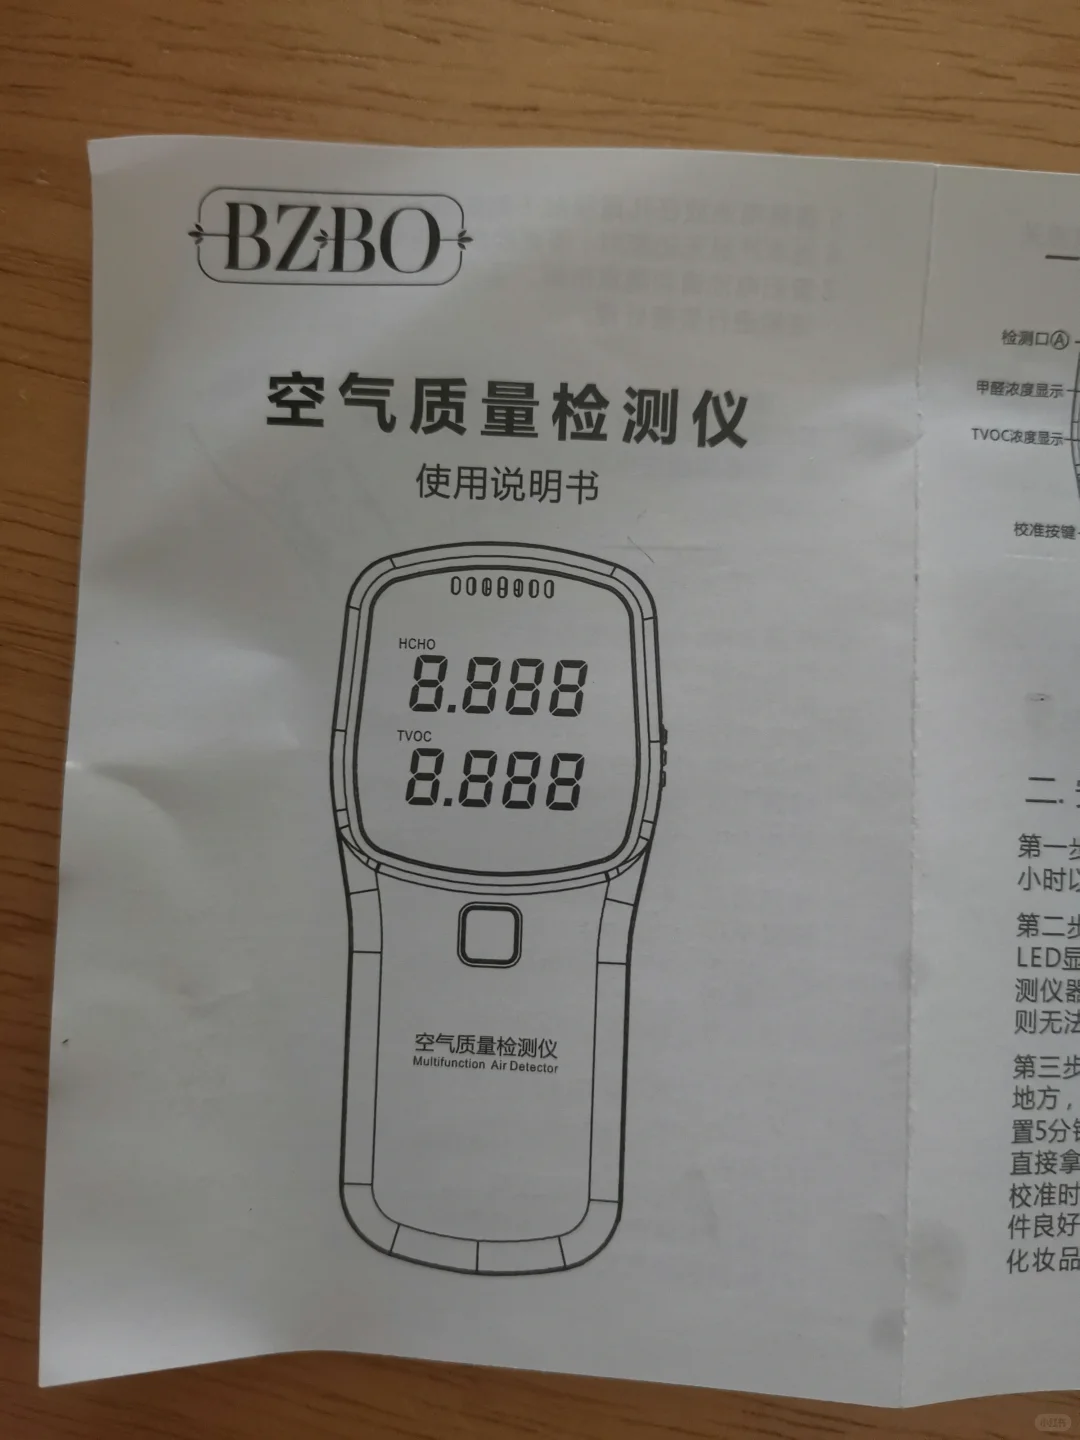 BZBO
空气质量检测仪
使用说明书
HCHO
8.888
TVOC
8.888
空气质量检测仪
Multifunction Air Detector
检测口Ⓐ
甲醛浓度显示
TVOC浓度显示
校准按键
二.
第一步
小时以
第二步
LED显
测仪器
则无法
第三步
地方，
置5分钟
直接拿
校准时
件良好
化妆品
小红书